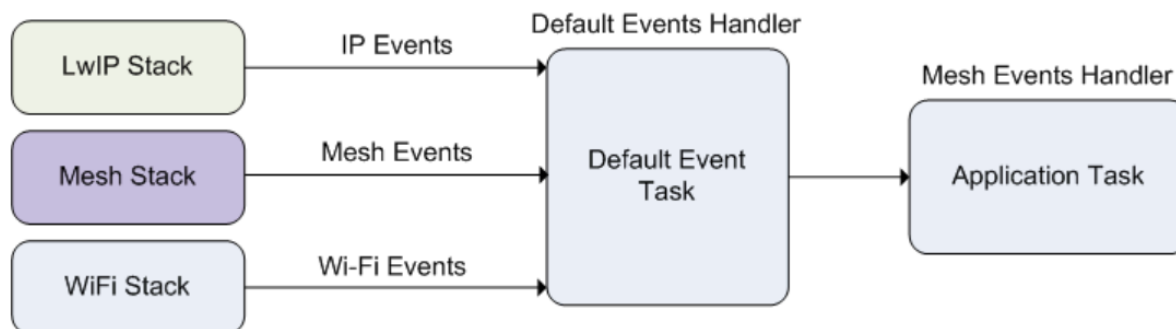 Default Events Handler
LwIP Stack
IP Events
Mesh Events Handler
Mesh Stack
Mesh Events
Default Event
Task
Application Task
WiFi Stack
Wi-Fi Events